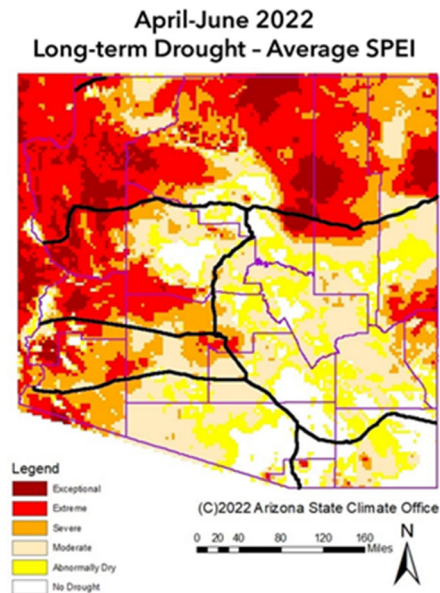 April-June 2022
Long-term Drought – Average SPEI
Legend
Exceptional
Extreme
Severe
Moderate
Abnormally Dry
No Drought
(C)2022 Arizona State Climate Office
N
0 20 40 80 120 160
Miles